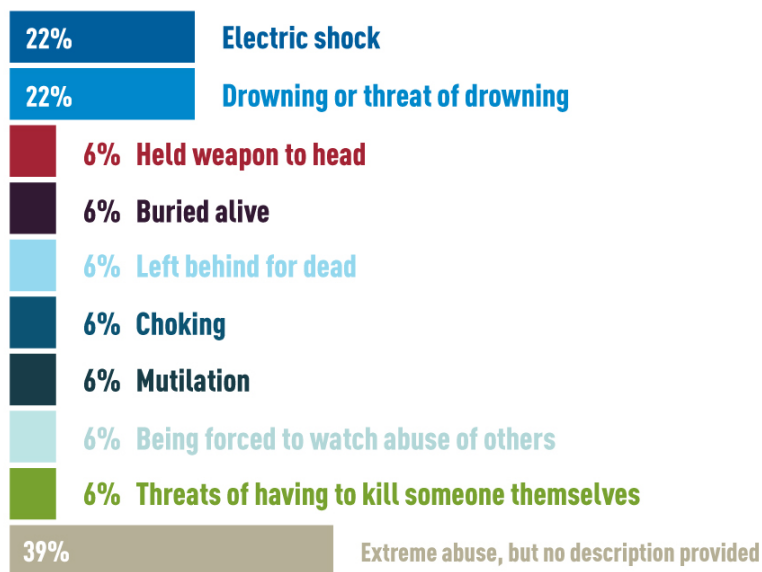 22% Electric shock
22% Drowning or threat of drowning
6% Held weapon to head
6% Buried alive
6% Left behind for dead
6% Choking
6% Mutilation
6% Being forced to watch abuse of others
6% Threats of having to kill someone themselves
39% Extreme abuse, but no description provided